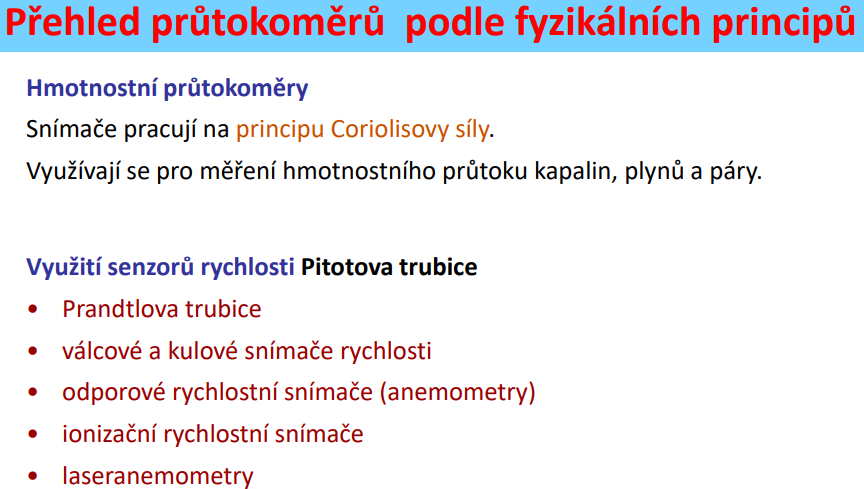 Přehled průtokoměrů podle fyzikálních principů
Hmotnostní průtokoměry
Snímače pracují na principu Coriolisovy síly.
Využívají se pro měření hmotnostního průtoku kapalin, plynů a páry.
Využití senzorů rychlosti Pitotova trubice
• Prandtlova trubice
• válcové a kulové snímače rychlosti
• odporové rychlostní snímače (anemometry)
• ionizační rychlostní snímače
• laseranemometry